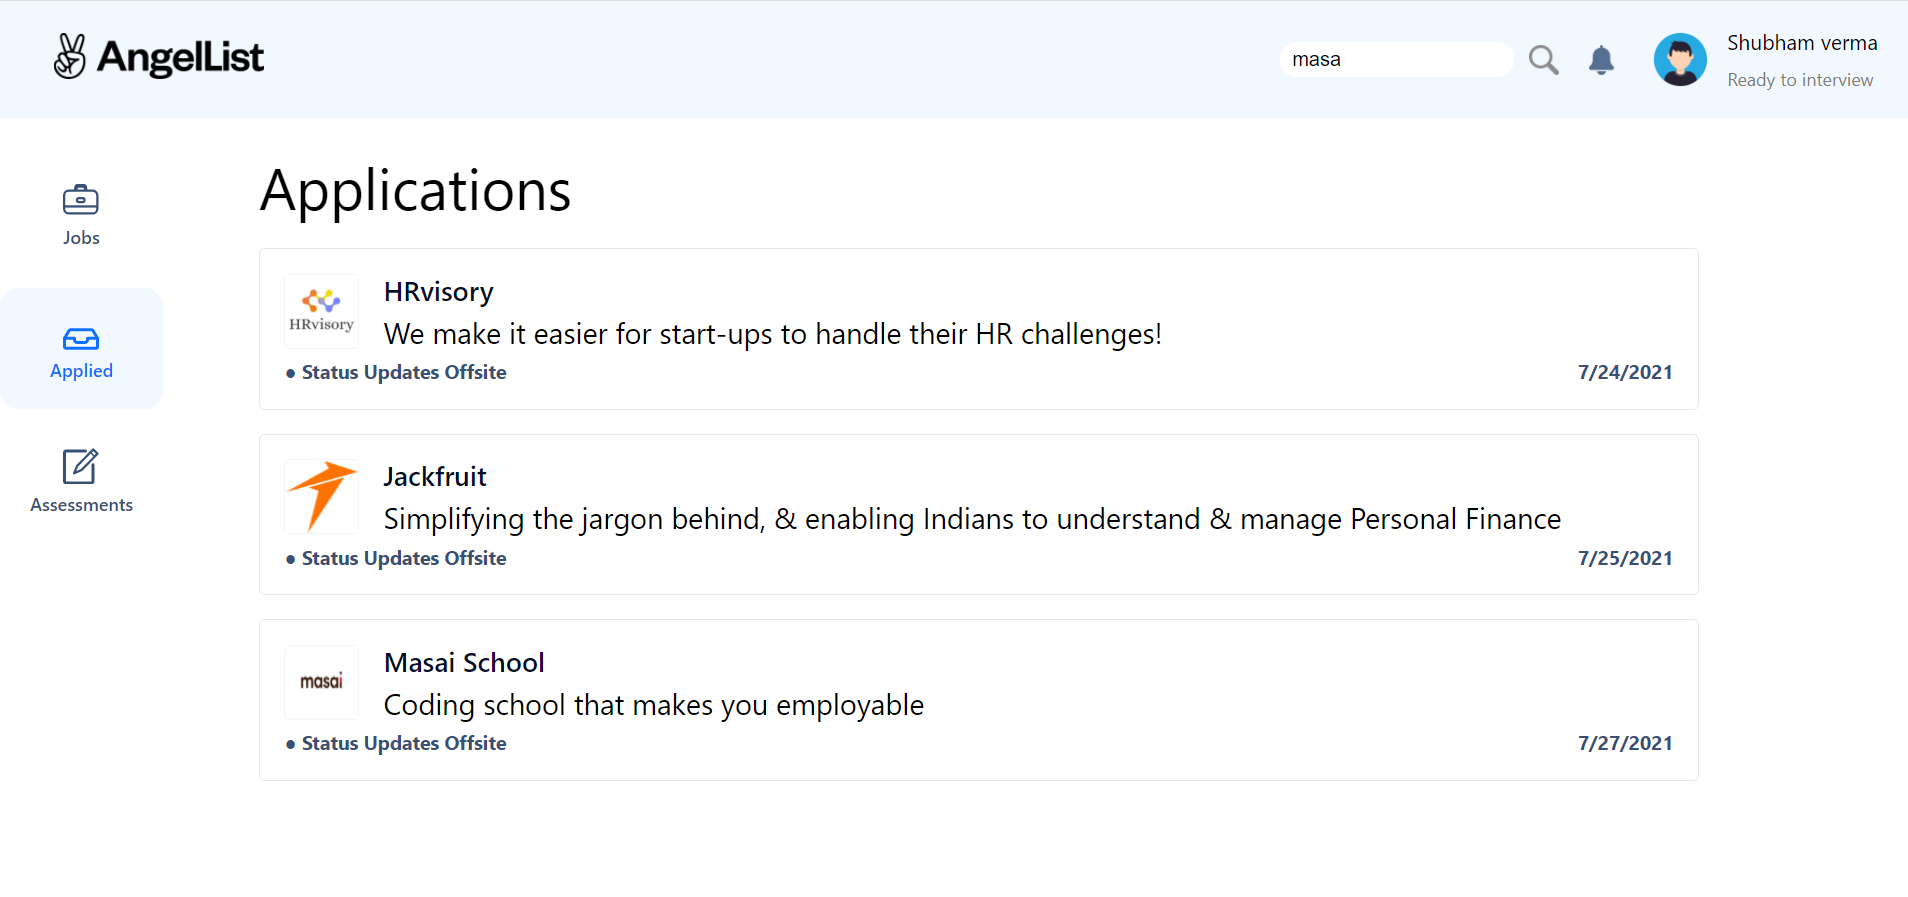 AngelList
masa
Shubham verma
Ready to interview
Jobs
Applied
Assessments
Applications
HRvisory
HRvisory
We make it easier for start-ups to handle their HR challenges!
● Status Updates Offsite 7/24/2021
Jackfruit
Simplifying the jargon behind, & enabling Indians to understand & manage Personal Finance
● Status Updates Offsite 7/25/2021
masai
Masai School
Coding school that makes you employable
● Status Updates Offsite 7/27/2021